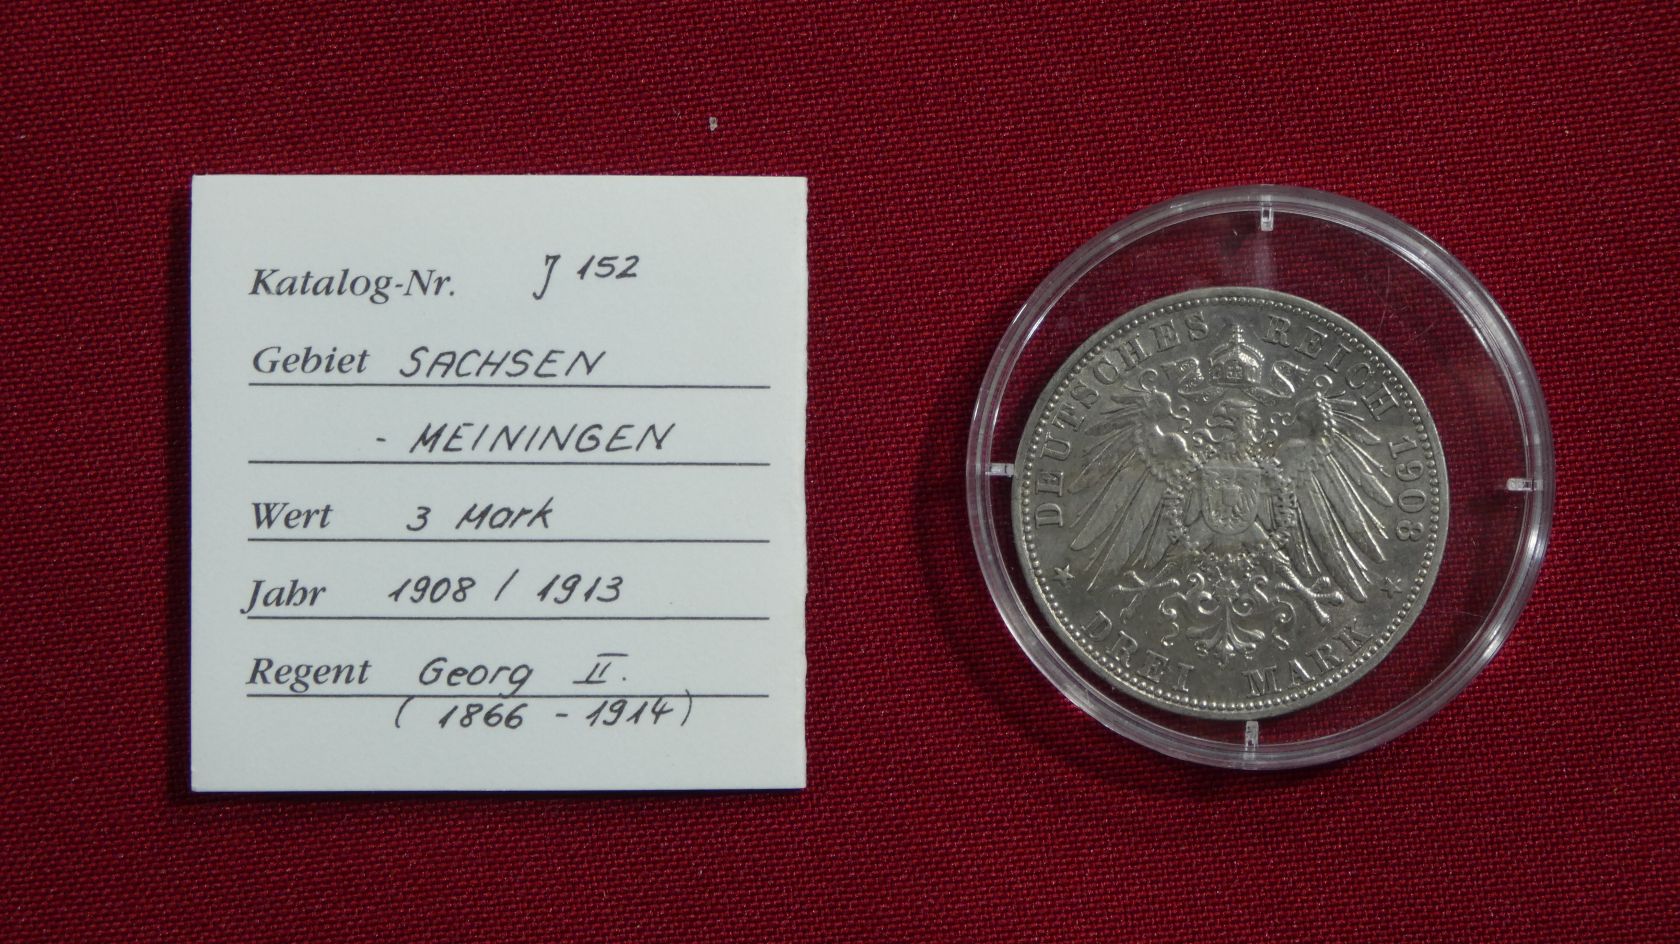 Katalog-Nr. J 152
Gebiet SACHSEN
- MEININGEN
Wert 3 Mark
Jahr 1908 / 1913
Regent Georg II.
( 1866 - 1914 )
DEUTSCHES REICH 1908
DREI MARK